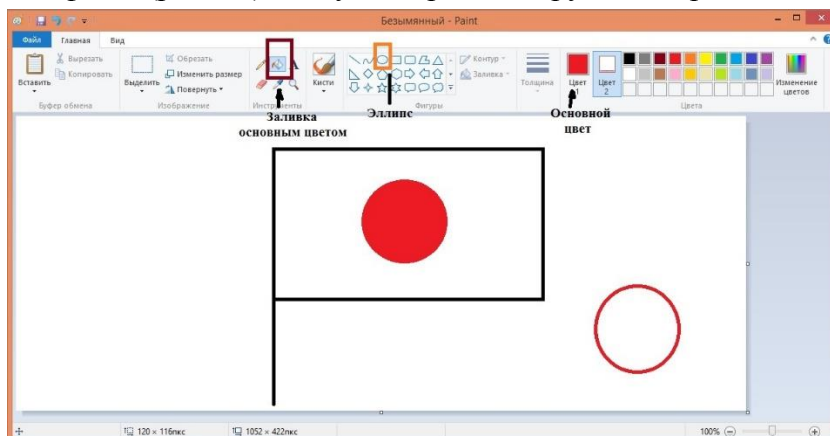 Безымянный - Paint
Файл Главная Вид
Вставить
Вырезать
Копировать
Буфер обмена
Выделить
Обрезать
Изменить размер
Повернуть
Изображение
A
Инструменты
Кисти
Контур
Заливка
Фигуры
Толщина
Цвет 1
Цвет 2
Изменение цветов
Цвета
Заливка
основным цветом
Эллипс
Основной
цвет
120 × 116пкс
1052 × 422пкс
100%